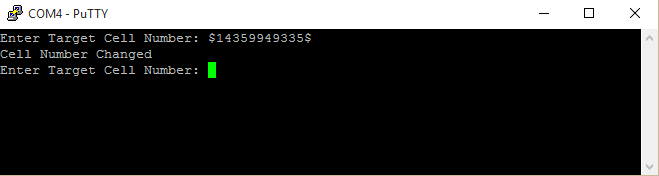 COM4 - PuTTY
Enter Target Cell Number: $14359949335$
Cell Number Changed
Enter Target Cell Number: